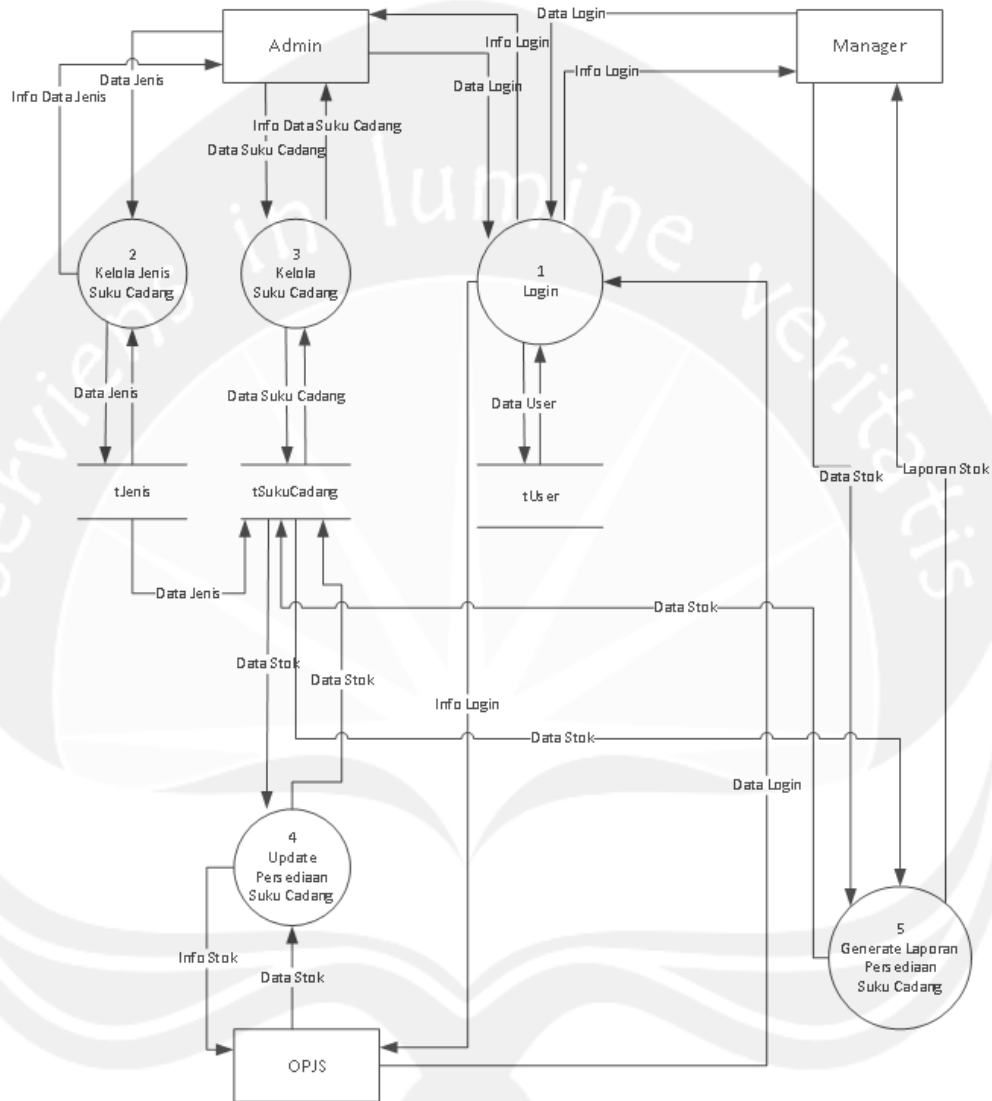 Data Login
Admin
Info Login
Manager
Data Jenis
Info Data Jenis
Info Login
Data Login
Info Data Suku Cadang
Data Suku Cadang
serviens in lumine veritatis
2
Kelola Jenis
Suku Cadang
3
Kelola
Suku Cadang
1
Login
Data Jenis
Data Suku Cadang
Data User
Data Stok
Laporan Stok
tJenis
tSukuCadang
tUser
Data Jenis
Data Stok
Data Stok
Data Stok
Info Login
Data Stok
Data Login
4
Update
Persediaan
Suku Cadang
5
Generate Laporan
Persediaan
Suku Cadang
Info Stok
Data Stok
OPJS